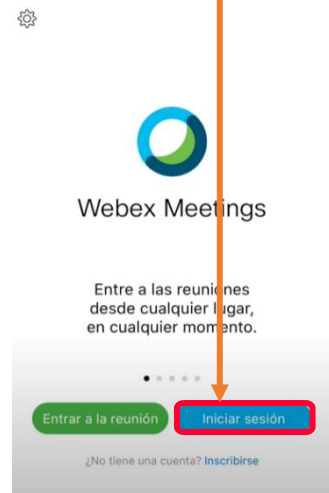 Webex Meetings
Entre a las reuniones
desde cualquier lugar,
en cualquier momento.
Entrar a la reunión
Iniciar sesión
¿No tiene una cuenta? Inscribirse